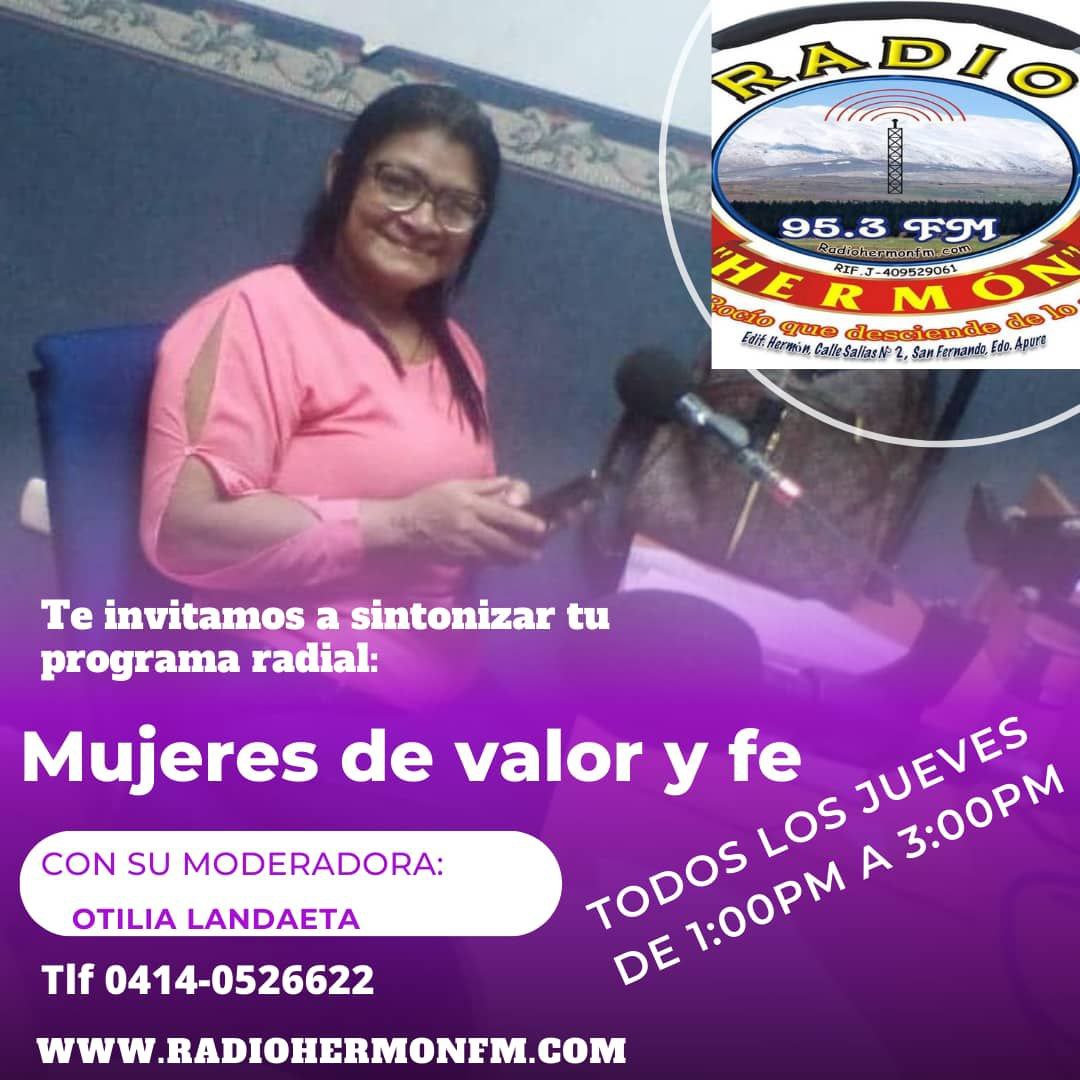 RADIO
95.3 FM
Radiohermonfm.com
RIF.J-409529061
"HERMÓN"
Rocío que desciende de lo
Edif. Hermón, Calle Salias Nº 2, San Fernando, Edo. Apure
Te invitamos a sintonizar tu
programa radial:
Mujeres de valor y fe
TODOS LOS JUEVES
DE 1:00PM A 3:00PM
CON SU MODERADORA:
OTILIA LANDAETA
Tlf 0414-0526622
WWW.RADIOHERMONFM.COM